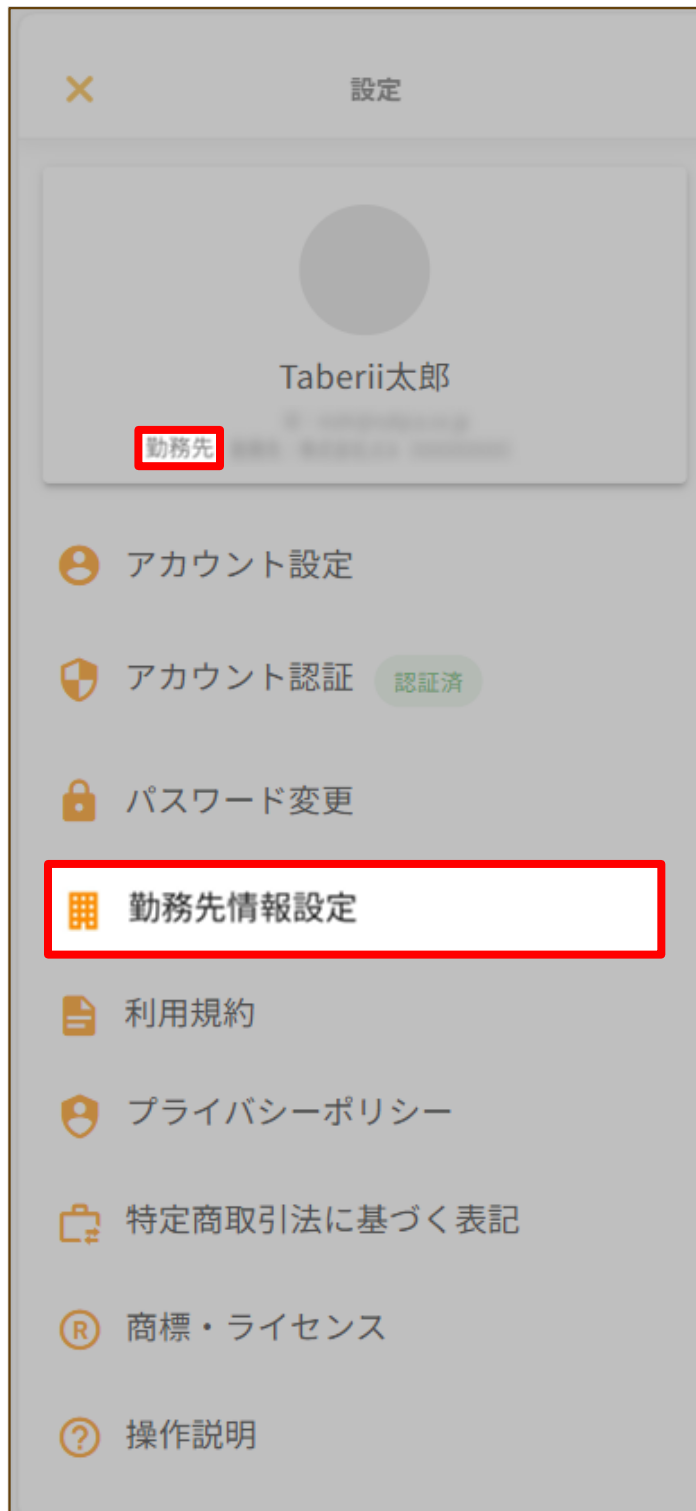 設定
Taberii太郎
勤務先
アカウント設定
アカウント認証 認証済
パスワード変更
勤務先情報設定
利用規約
プライバシーポリシー
特定商取引法に基づく表記
商標・ライセンス
操作説明